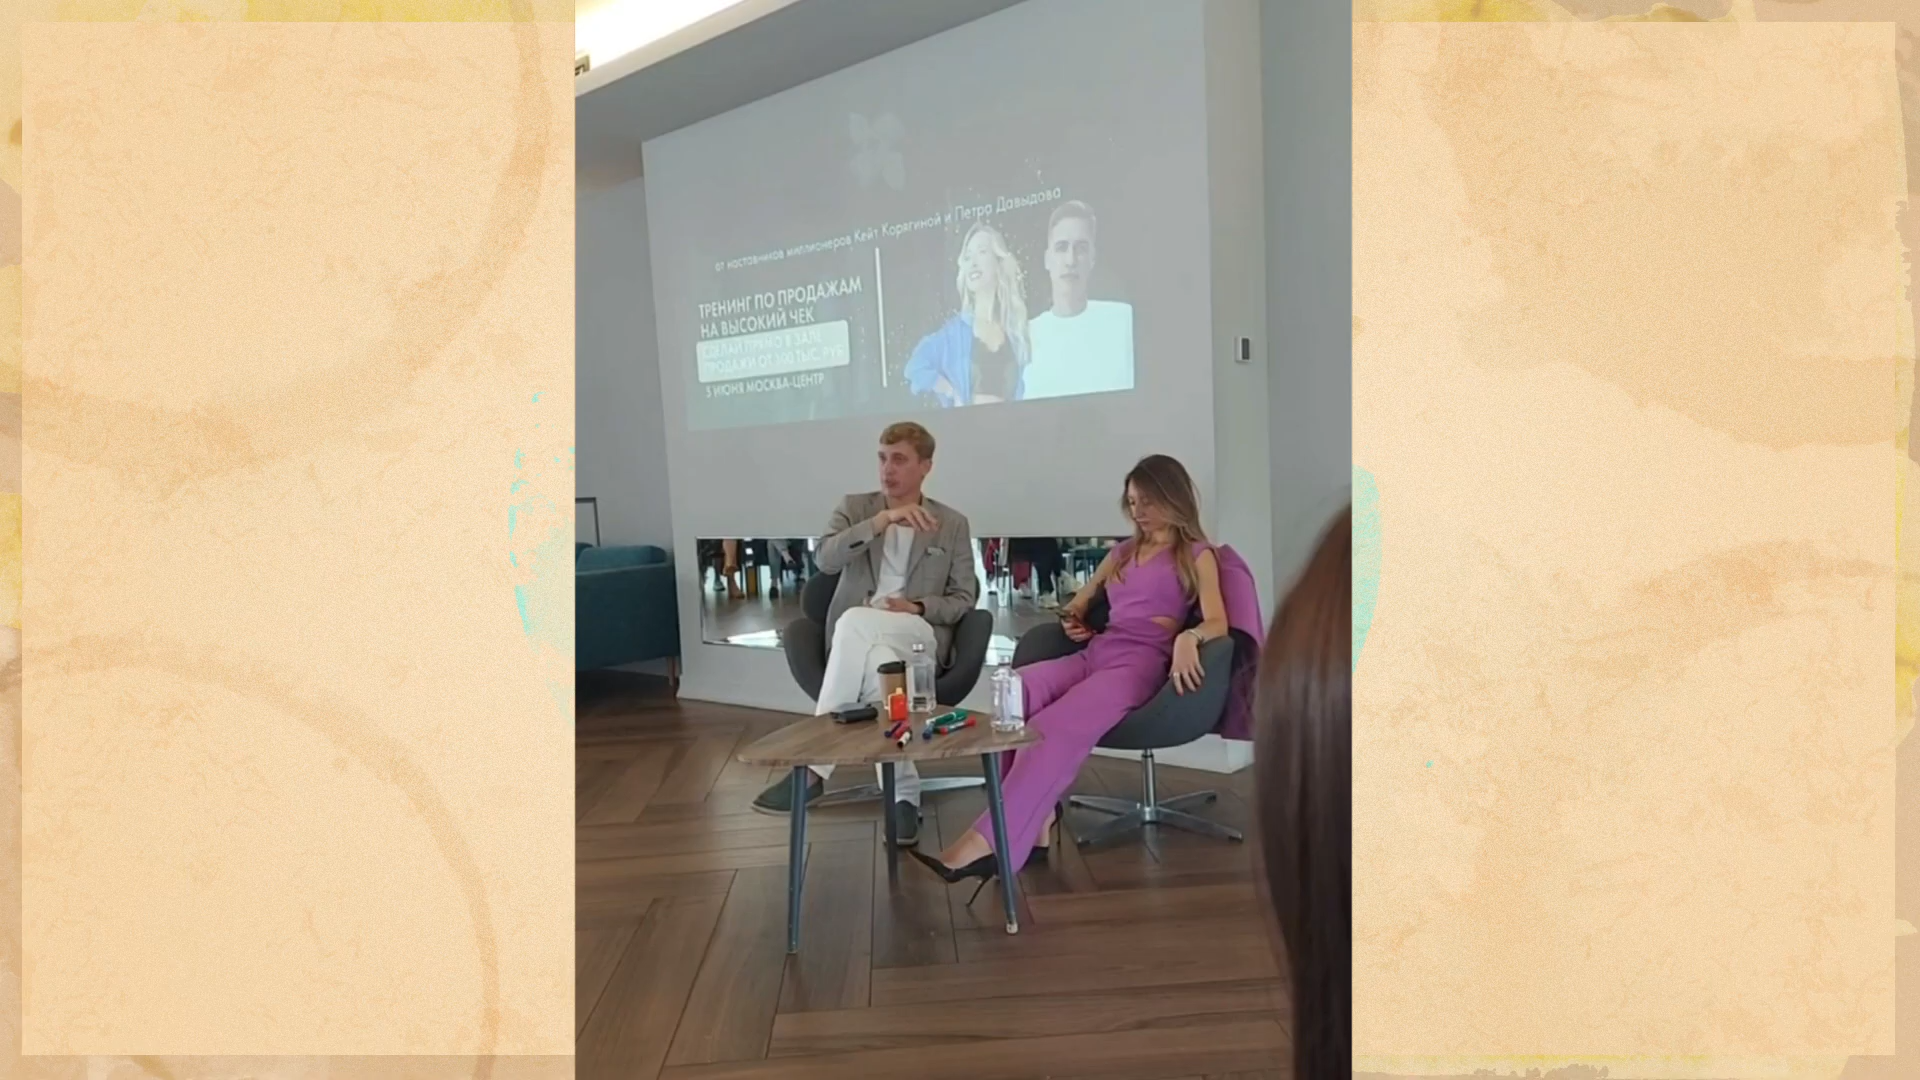 от наставников миллионеров Кейт Корягиной и Петра Давыдова
ТРЕНИНГ ПО ПРОДАЖАМ
НА ВЫСОКИЙ ЧЕК
СДЕЛАЙ ПРЯМО В ЗАЛЕ
ПРОДАЖИ ОТ 300 ТЫС. РУБ
5 ИЮНЯ МОСКВА-ЦЕНТР